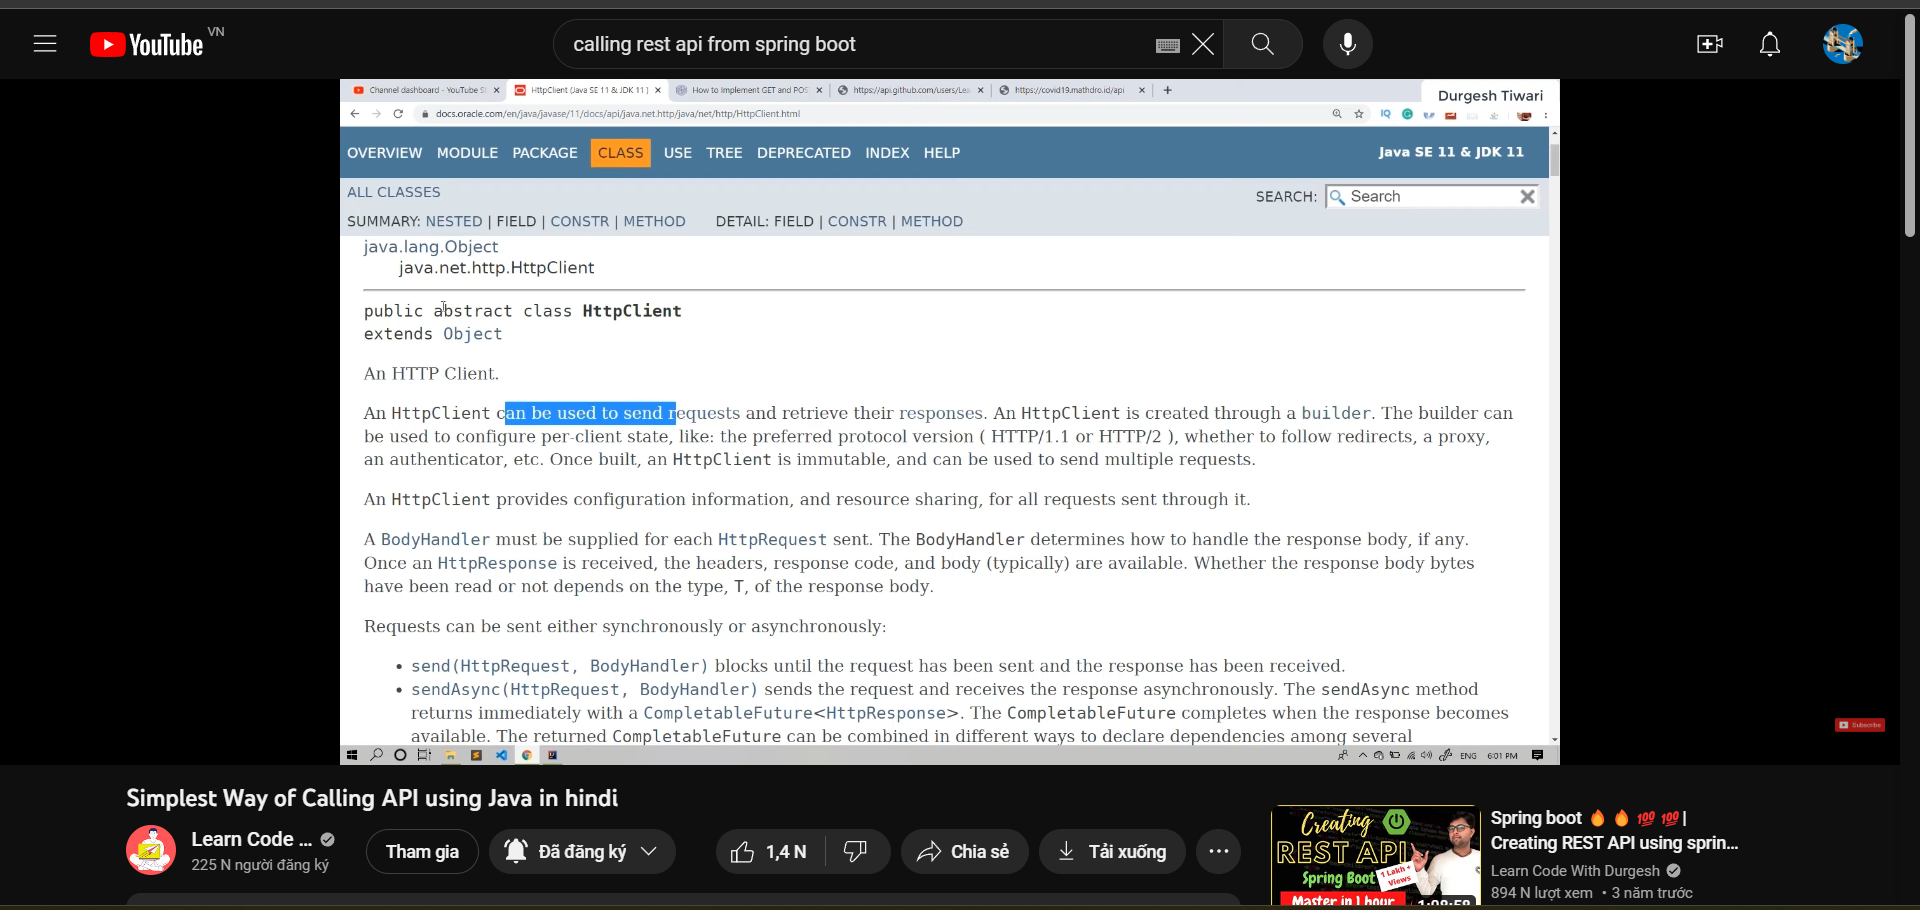 YouTube VN
calling rest api from spring boot
Channel dashboard - YouTube St
HttpClient (Java SE 11 & JDK 11 )
How to Implement GET and POS
https://api.github.com/users/Lea
https://covid19.mathdro.id/api
Durgesh Tiwari
docs.oracle.com/en/java/javase/11/docs/api/java.net.http/java/net/http/HttpClient.html
OVERVIEW MODULE PACKAGE CLASS USE TREE DEPRECATED INDEX HELP
Java SE 11 & JDK 11
ALL CLASSES
SEARCH: Search
SUMMARY: NESTED | FIELD | CONSTR | METHOD DETAIL: FIELD | CONSTR | METHOD
java.lang.Object
java.net.http.HttpClient
public abstract class HttpClient
extends Object
An HTTP Client.
An HttpClient can be used to send requests and retrieve their responses. An HttpClient is created through a builder. The builder can
be used to configure per-client state, like: the preferred protocol version ( HTTP/1.1 or HTTP/2 ), whether to follow redirects, a proxy,
an authenticator, etc. Once built, an HttpClient is immutable, and can be used to send multiple requests.
An HttpClient provides configuration information, and resource sharing, for all requests sent through it.
A BodyHandler must be supplied for each HttpRequest sent. The BodyHandler determines how to handle the response body, if any.
Once an HttpResponse is received, the headers, response code, and body (typically) are available. Whether the response body bytes
have been read or not depends on the type, T, of the response body.
Requests can be sent either synchronously or asynchronously:
• send(HttpRequest, BodyHandler) blocks until the request has been sent and the response has been received.
• sendAsync(HttpRequest, BodyHandler) sends the request and receives the response asynchronously. The sendAsync method
returns immediately with a CompletableFuture<HttpResponse>. The CompletableFuture completes when the response becomes
available. The returned CompletableFuture can be combined in different ways to declare dependencies among several
Subscribe
ENG 6:01 PM
Simplest Way of Calling API using Java in hindi
Learn Code ...
225 N người đăng ký
Tham gia
Đã đăng ký
1,4 N
Chia sẻ
Tải xuống
Creating
REST API
Spring Boot
1 Lakh +
Views
Master in 1 hour
1:08:58
Spring boot 🔥 🔥 💯 💯 |
Creating REST API using sprin...
Learn Code With Durgesh
894 N lượt xem • 3 năm trước